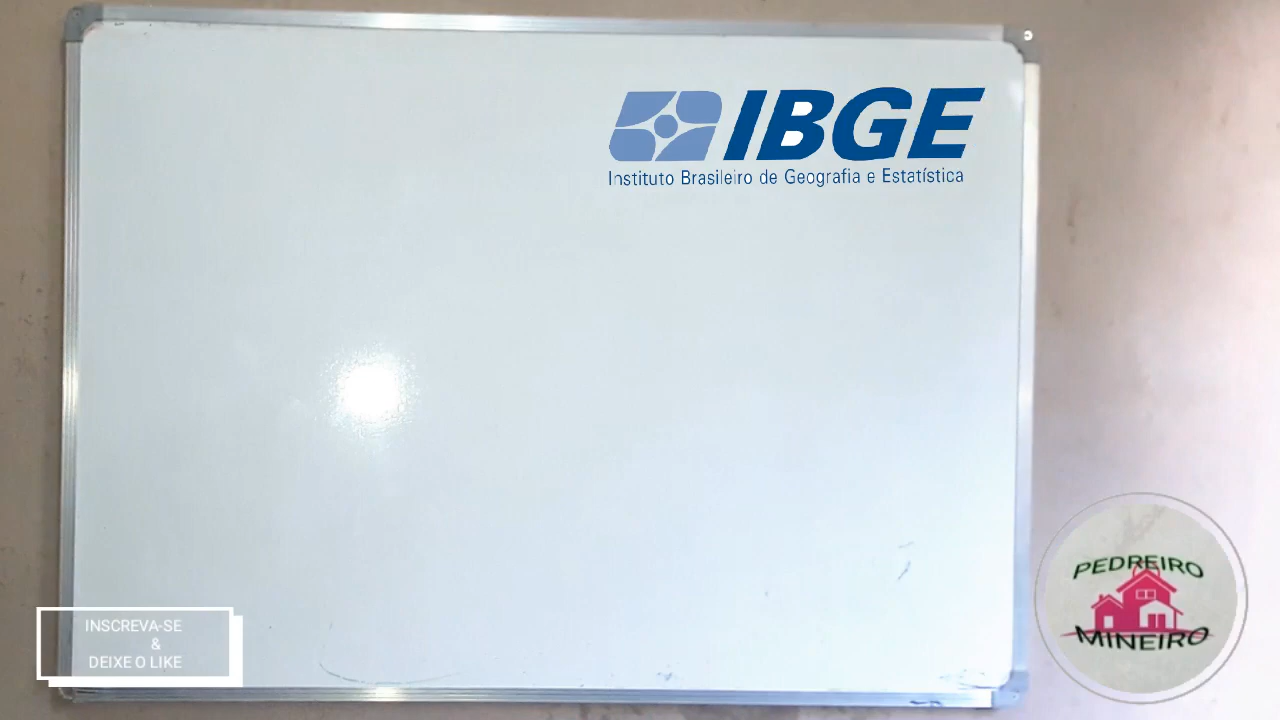 IBGE
Instituto Brasileiro de Geografia e Estatística
PEDREIRO
MINEIRO
INSCREVA-SE
&
DEIXE O LIKE